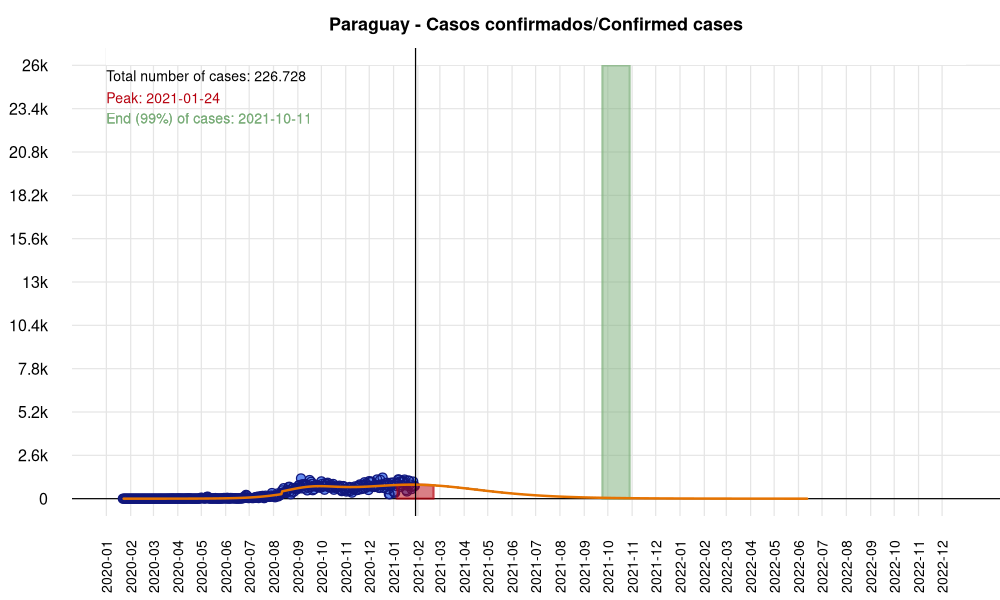 Paraguay - Casos confirmados/Confirmed cases
Total number of cases: 226.728
Peak: 2021-01-24
End (99%) of cases: 2021-10-11
26k
23.4k
20.8k
18.2k
15.6k
13k
10.4k
7.8k
5.2k
2.6k
0
2020-01
2020-02
2020-03
2020-04
2020-05
2020-06
2020-07
2020-08
2020-09
2020-10
2020-11
2020-12
2021-01
2021-02
2021-03
2021-04
2021-05
2021-06
2021-07
2021-08
2021-09
2021-10
2021-11
2021-12
2022-01
2022-02
2022-03
2022-04
2022-05
2022-06
2022-07
2022-08
2022-09
2022-10
2022-11
2022-12